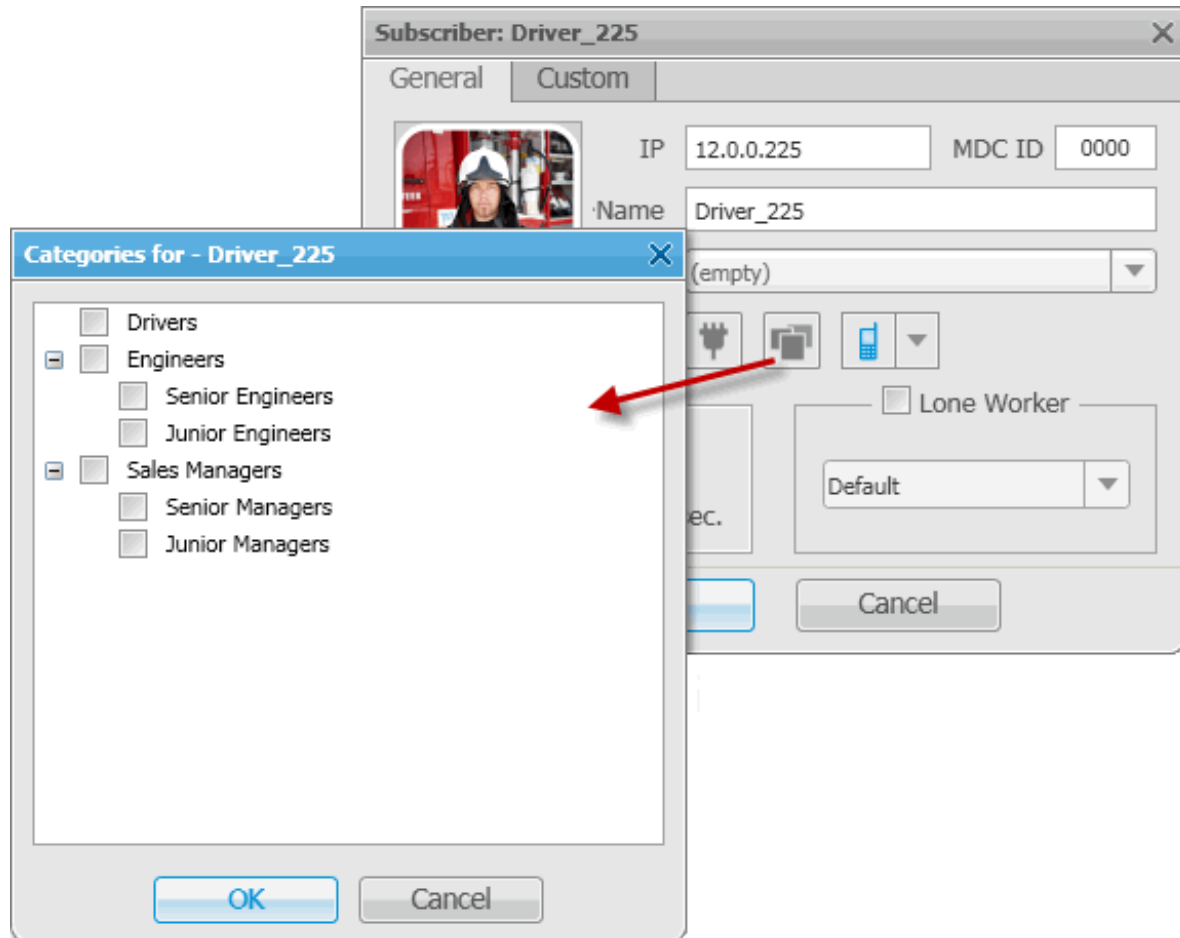 Subscriber: Driver_225
General Custom
IP 12.0.0.225 MDC ID 0000
Name Driver_225
(empty)
Lone Worker
Default
ec.
Cancel
Categories for - Driver_225
Drivers
Engineers
Senior Engineers
Junior Engineers
Sales Managers
Senior Managers
Junior Managers
OK Cancel